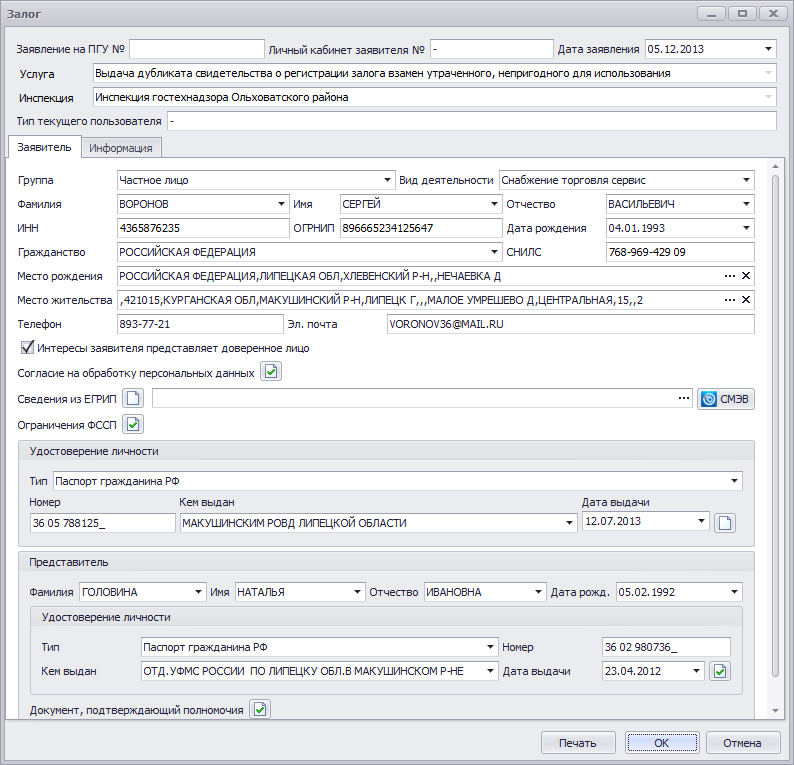 Залог
Заявление на ПГУ № Личный кабинет заявителя № - Дата заявления 05.12.2013
Услуга Выдача дубликата свидетельства о регистрации залога взамен утраченного, непригодного для использования
Инспекция Инспекция гостехнадзора Ольховатского района
Тип текущего пользователя -
Заявитель Информация
Группа Частное лицо Вид деятельности Снабжение торговля сервис
Фамилия ВОРОНОВ Имя СЕРГЕЙ Отчество ВАСИЛЬЕВИЧ
ИНН 4365876235 ОГРНИП 896665234125647 Дата рождения 04.01.1993
Гражданство РОССИЙСКАЯ ФЕДЕРАЦИЯ СНИЛС 768-969-429 09
Место рождения РОССИЙСКАЯ ФЕДЕРАЦИЯ,ЛИПЕЦКАЯ ОБЛ,ХЛЕВЕНСКИЙ Р-Н,,НЕЧАЕВКА Д
Место жительства ,421015,КУРГАНСКАЯ ОБЛ,МАКУШИНСКИЙ Р-Н,ЛИПЕЦК Г,,,МАЛОЕ УМРЕШЕВО Д,ЦЕНТРАЛЬНАЯ,15,,2
Телефон 893-77-21 Эл. почта VORONOV36@MAIL.RU
Интересы заявителя представляет доверенное лицо
Согласие на обработку персональных данных
Сведения из ЕГРИП ... СМЭВ
Ограничения ФССП
Удостоверение личности
Тип Паспорт гражданина РФ
Номер Кем выдан Дата выдачи
36 05 788125_ МАКУШИНСКИМ РОВД ЛИПЕЦКОЙ ОБЛАСТИ 12.07.2013
Представитель
Фамилия ГОЛОВИНА Имя НАТАЛЬЯ Отчество ИВАНОВНА Дата рожд. 05.02.1992
Удостоверение личности
Тип Паспорт гражданина РФ Номер 36 02 980736_
Кем выдан ОТД.УФМС РОССИИ ПО ЛИПЕЦКУ ОБЛ.В МАКУШИНСКОМ Р-НЕ Дата выдачи 23.04.2012
Документ, подтверждающий полномочия
Печать ОК Отмена